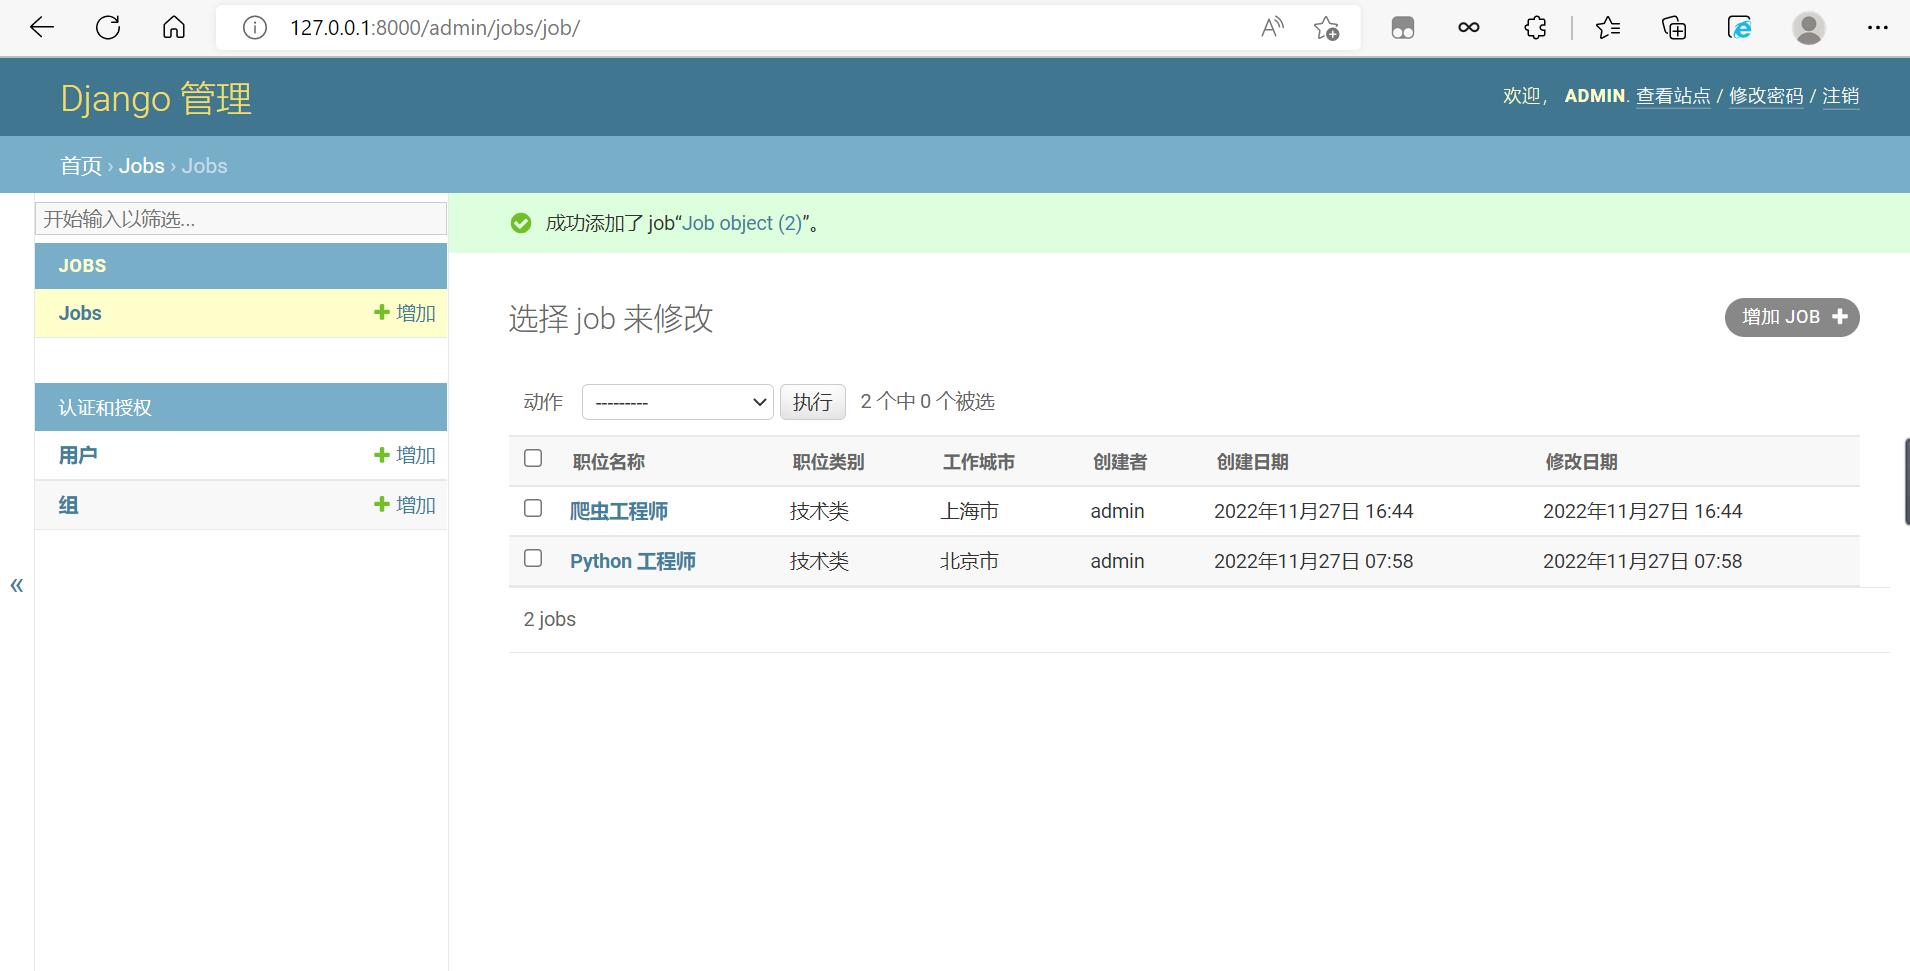 127.0.0.1:8000/admin/jobs/job/
Django 管理
欢迎， ADMIN. 查看站点 / 修改密码 / 注销
首页 › Jobs › Jobs
开始输入以筛选...
JOBS
Jobs
增加
认证和授权
用户
增加
组
增加
«
成功添加了 job“Job object (2)”。
选择 job 来修改
增加 JOB
动作 --------- 执行 2 个中 0 个被选
职位名称 职位类别 工作城市 创建者 创建日期 修改日期
爬虫工程师 技术类 上海市 admin 2022年11月27日 16:44 2022年11月27日 16:44
Python 工程师 技术类 北京市 admin 2022年11月27日 07:58 2022年11月27日 07:58
2 jobs